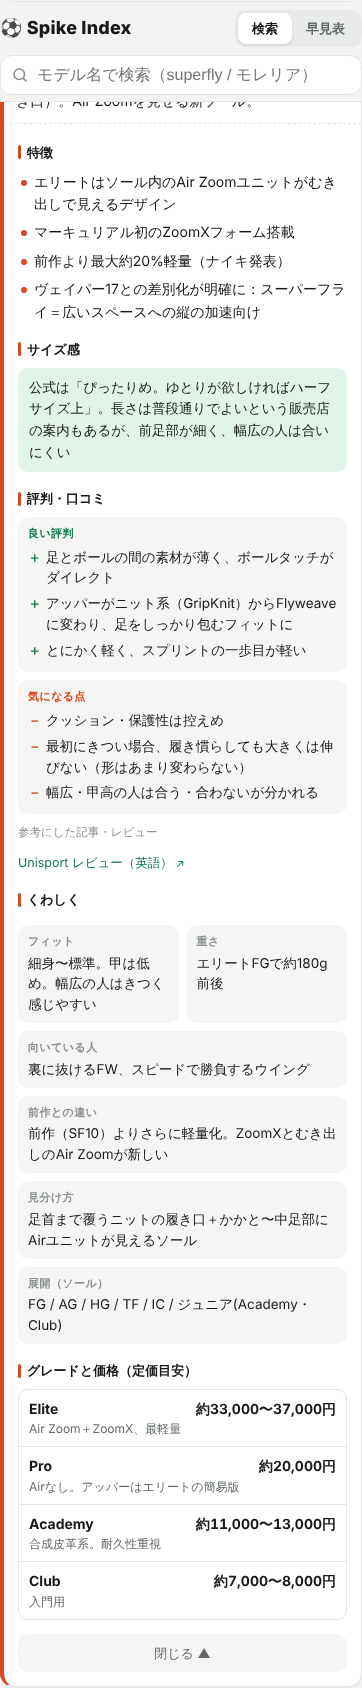 Spike Index
検索
早見表
モデル名で検索（superfly / モレリア）
き口）。Air Zoomを見せる新ソール。
特徴
エリートはソール内のAir Zoomユニットがむき
出しで見えるデザイン
マーキュリアル初のZoomXフォーム搭載
前作より最大約20%軽量（ナイキ発表）
ヴェイパー17との差別化が明確に：スーパーフラ
イ＝広いスペースへの縦の加速向け
サイズ感
公式は「ぴったりめ。ゆとりが欲しければハーフ
サイズ上」。長さは普段通りでよいという販売店
の案内もあるが、前足部が細く、幅広の人は合い
にくい
評判・口コミ
良い評判
+ 足とボールの間の素材が薄く、ボールタッチが
ダイレクト
+ アッパーがニット系（GripKnit）からFlyweave
に変わり、足をしっかり包むフィットに
+ とにかく軽く、スプリントの一歩目が軽い
気になる点
− クッション・保護性は控えめ
− 最初にきつい場合、履き慣らしても大きくは伸
びない（形はあまり変わらない）
− 幅広・甲高の人は合う・合わないが分かれる
参考にした記事・レビュー
Unisport レビュー（英語）↗
くわしく
フィット
細身〜標準。甲は低
め。幅広の人はきつく
感じやすい
重さ
エリートFGで約180g
前後
向いている人
裏に抜けるFW、スピードで勝負するウイング
前作との違い
前作（SF10）よりさらに軽量化。ZoomXとむき出
しのAir Zoomが新しい
見分け方
足首まで覆うニットの履き口＋かかと〜中足部に
Airユニットが見えるソール
展開（ソール）
FG / AG / HG / TF / IC / ジュニア(Academy・
Club)
グレードと価格（定価目安）
Elite 約33,000〜37,000円
Air Zoom＋ZoomX、最軽量
Pro 約20,000円
Airなし。アッパーはエリートの簡易版
Academy 約11,000〜13,000円
合成皮革系。耐久性重視
Club 約7,000〜8,000円
入門用
閉じる ▲